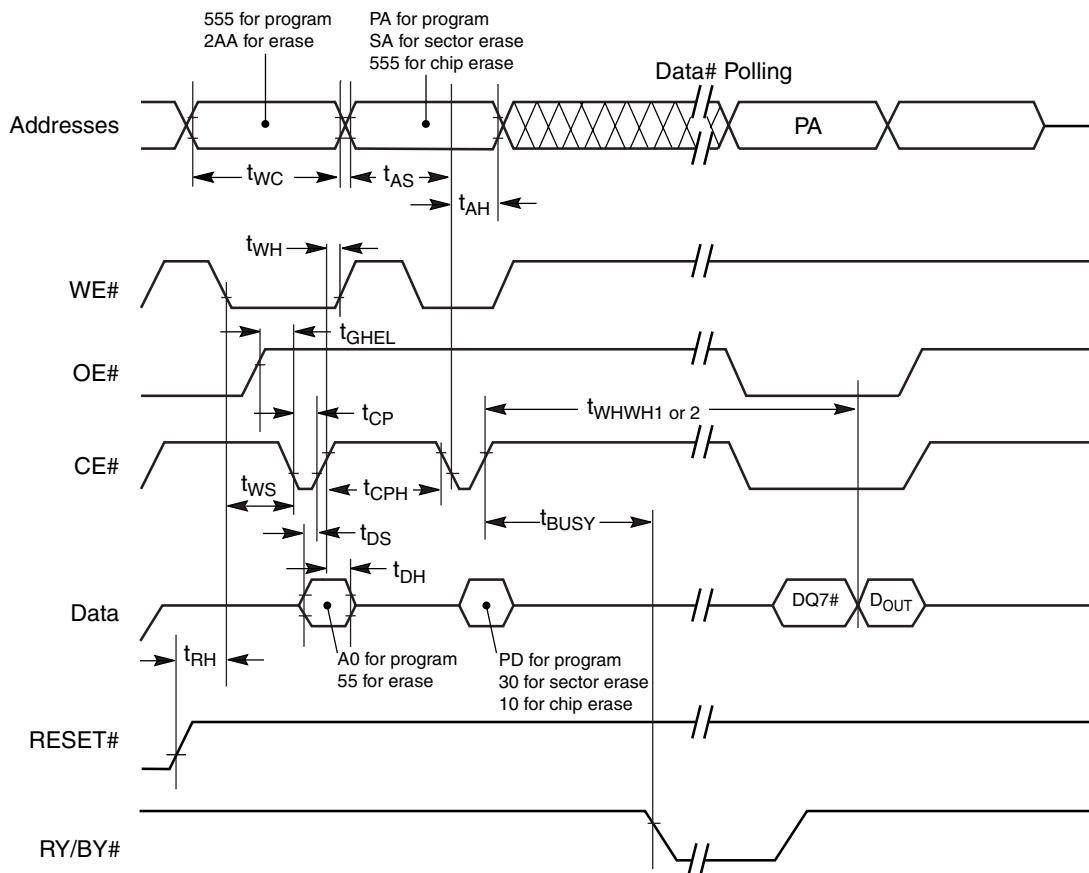 555 for program
2AA for erase
PA for program
SA for sector erase
555 for chip erase
Data# Polling
Addresses
PA
tWC
tAS
tAH
tWH
WE#
tGHEL
OE#
tCP
tWHWH1 or 2
CE#
tWS
tCPH
tBUSY
tDS
tDH
Data
DQ7#
DOUT
tRH
A0 for program
55 for erase
PD for program
30 for sector erase
10 for chip erase
RESET#
RY/BY#